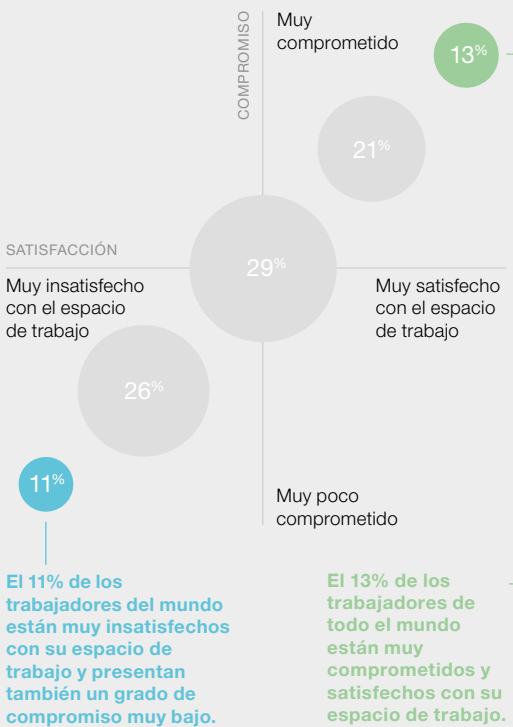 COMPROMISO
Muy
comprometido
13%
21%
29%
SATISFACCIÓN
Muy insatisfecho
con el espacio
de trabajo
Muy satisfecho
con el espacio
de trabajo
26%
11%
Muy poco
comprometido
El 11% de los
trabajadores del mundo
están muy insatisfechos
con su espacio de
trabajo y presentan
también un grado de
compromiso muy bajo.
El 13% de los
trabajadores de
todo el mundo
están muy
comprometidos y
satisfechos con su
espacio de trabajo.